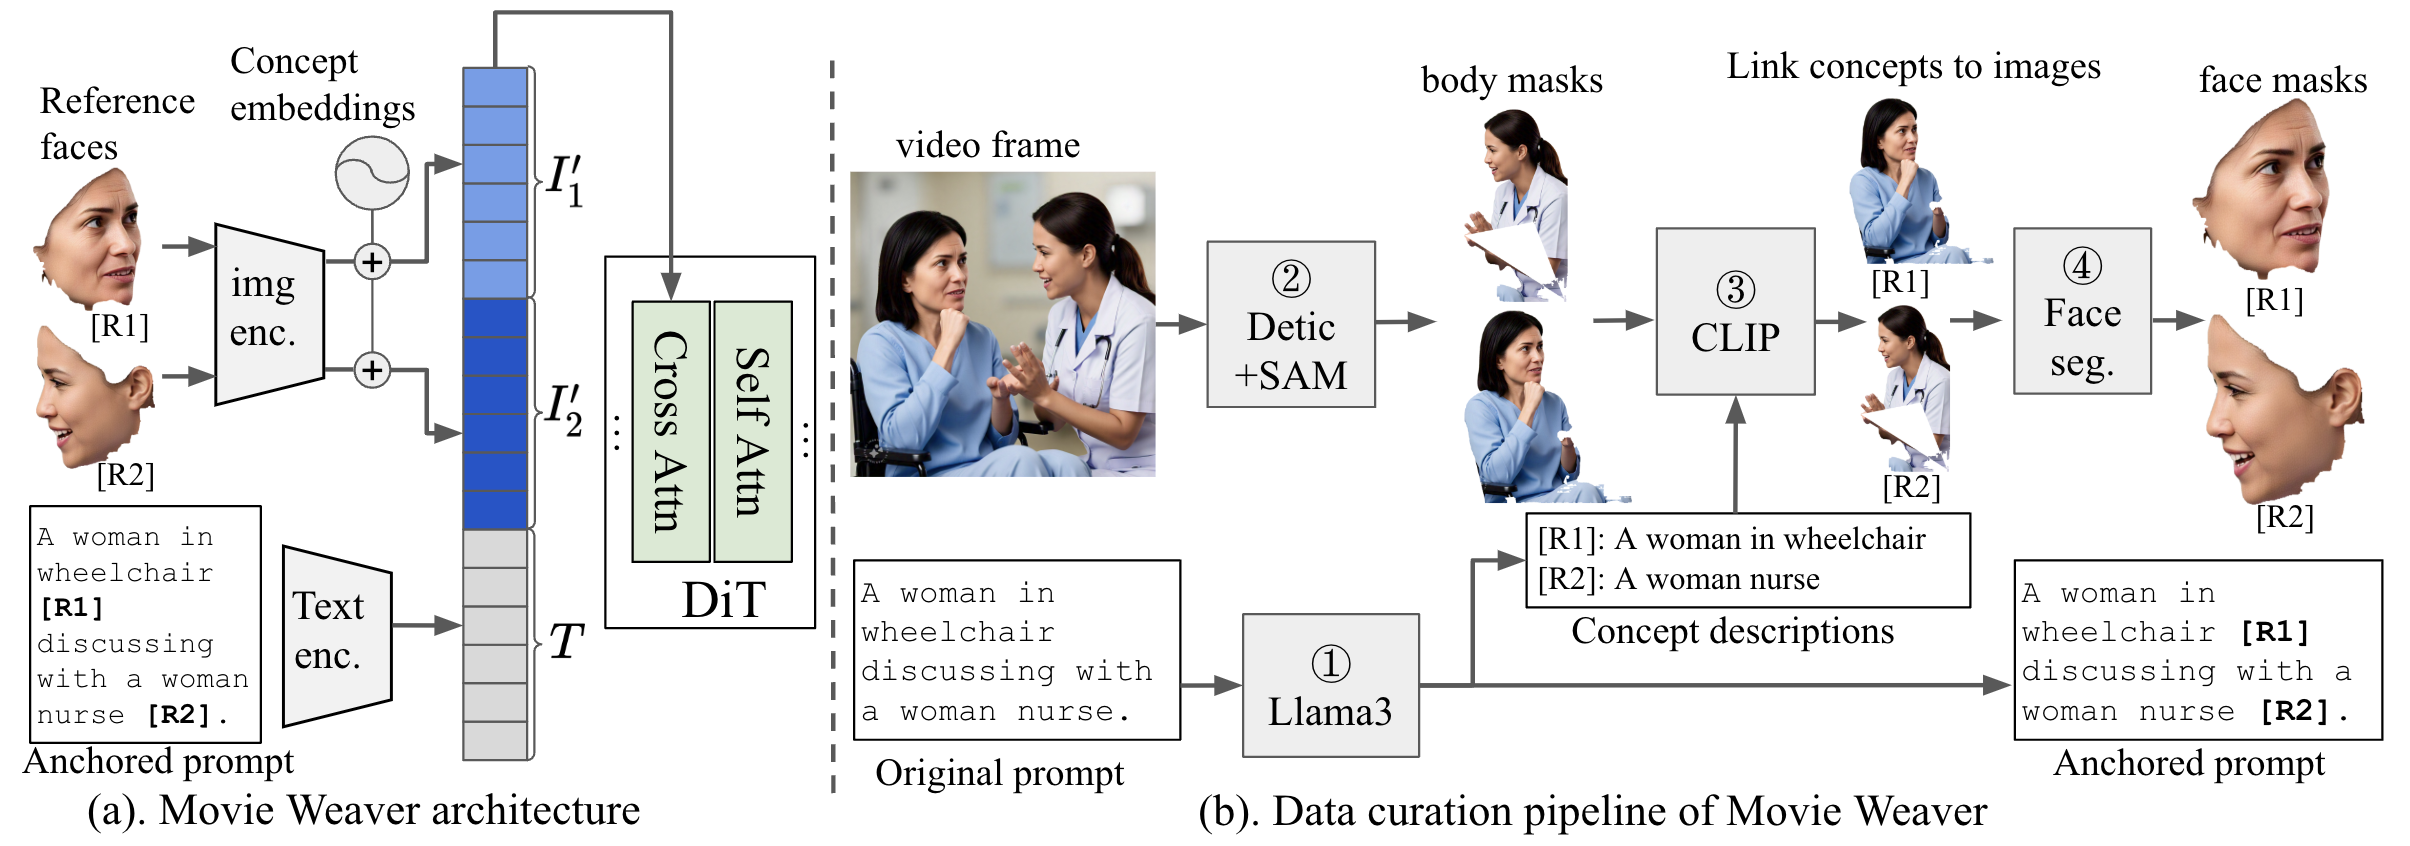 Reference
faces
Concept
embeddings
[R1]
[R2]
img
enc.
+
+
I′1
I′2
T
A woman in
wheelchair
[R1]
discussing
with a woman
nurse [R2].
Anchored prompt
Text
enc.
...
Cross Attn
Self Attn
...
DiT
(a). Movie Weaver architecture
video frame
② 
Detic
+SAM
body masks
③
CLIP
Link concepts to images
[R1]
[R2]
④
Face
seg.
face masks
[R1]
[R2]
A woman in
wheelchair
discussing with
a woman nurse.
Original prompt
①
Llama3
[R1]: A woman in wheelchair
[R2]: A woman nurse
Concept descriptions
A woman in
wheelchair [R1]
discussing with a
woman nurse [R2].
Anchored prompt
(b). Data curation pipeline of Movie Weaver